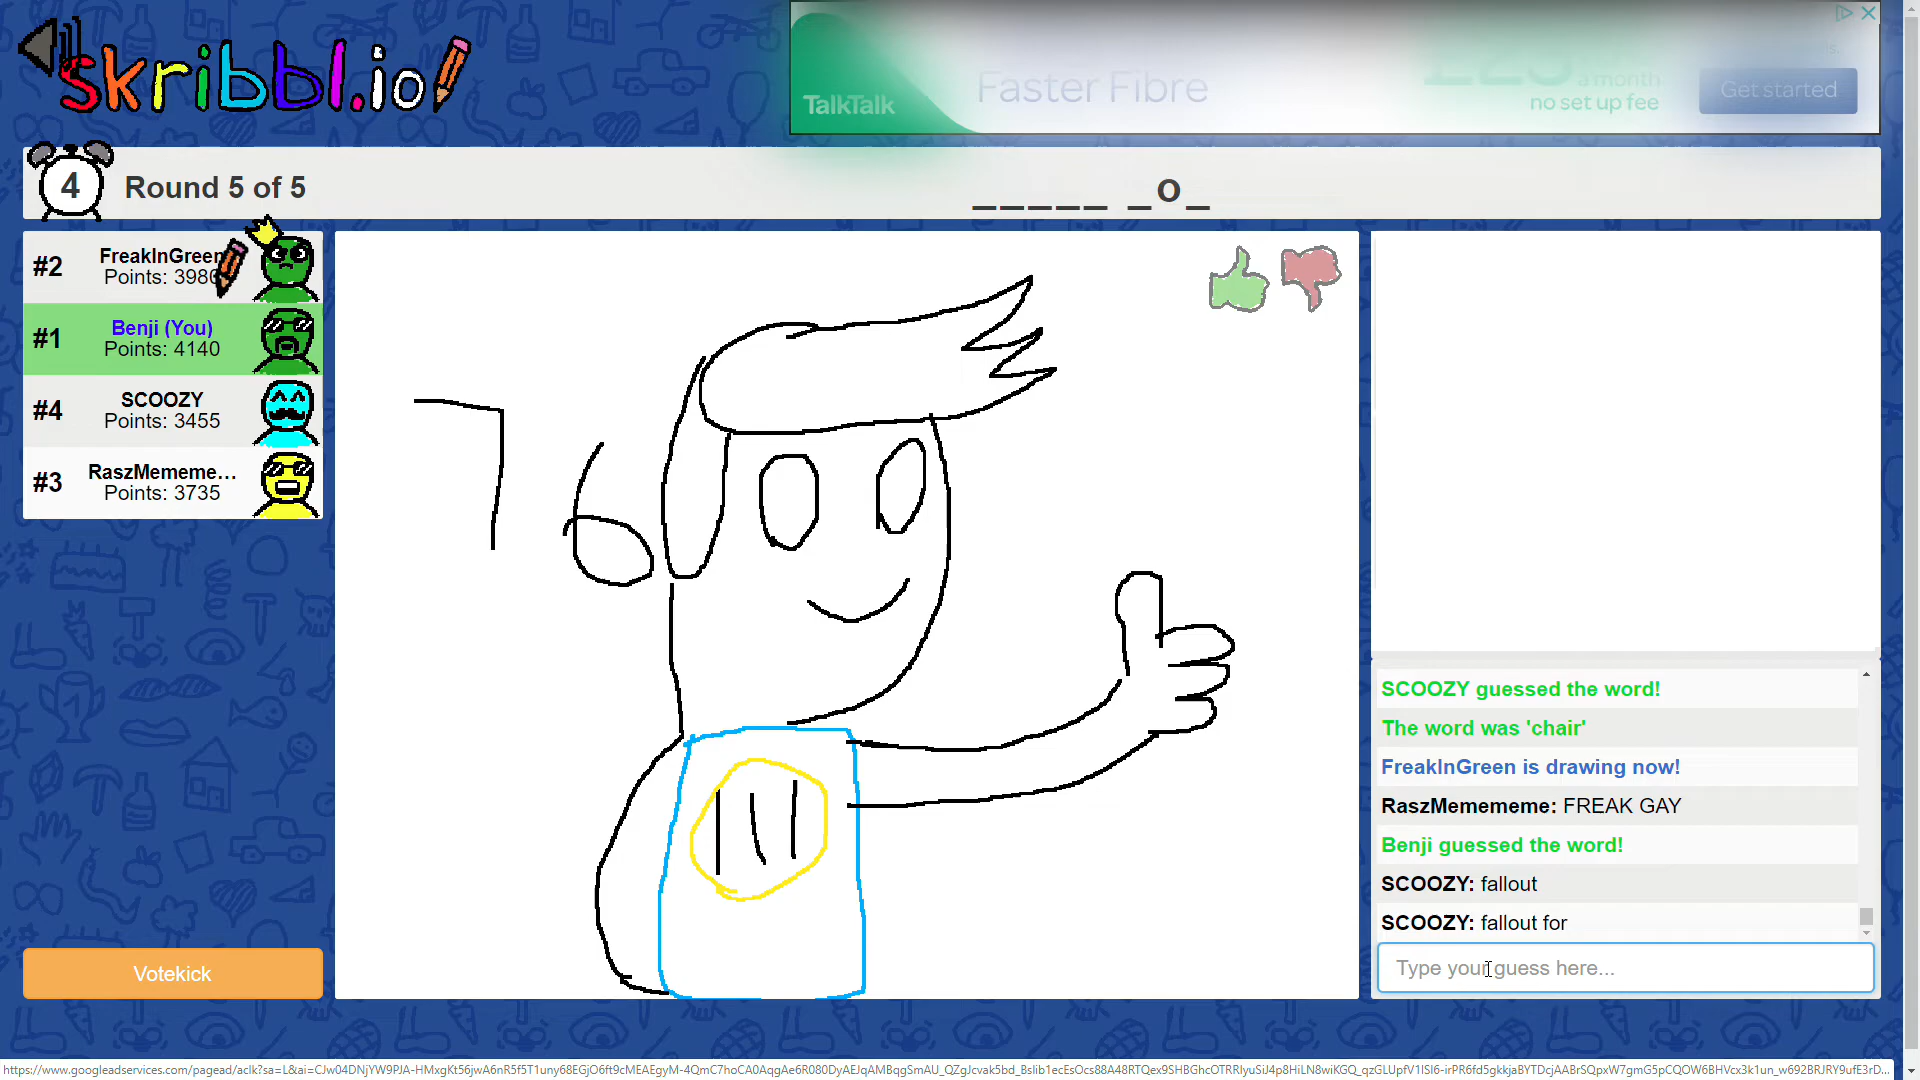 skribbl.io
TalkTalk
Faster Fibre
a month
no set up fee
Get started
4
Round 5 of 5
_____ _o_
#2
FreakInGreen
Points: 3980
#1
Benji (You)
Points: 4140
#4
SCOOZY
Points: 3455
#3
RaszMememe...
Points: 3735
76
Votekick
SCOOZY guessed the word!
The word was 'chair'
FreakInGreen is drawing now!
RaszMemememe: FREAK GAY
Benji guessed the word!
SCOOZY: fallout
SCOOZY: fallout for
Type your guess here...